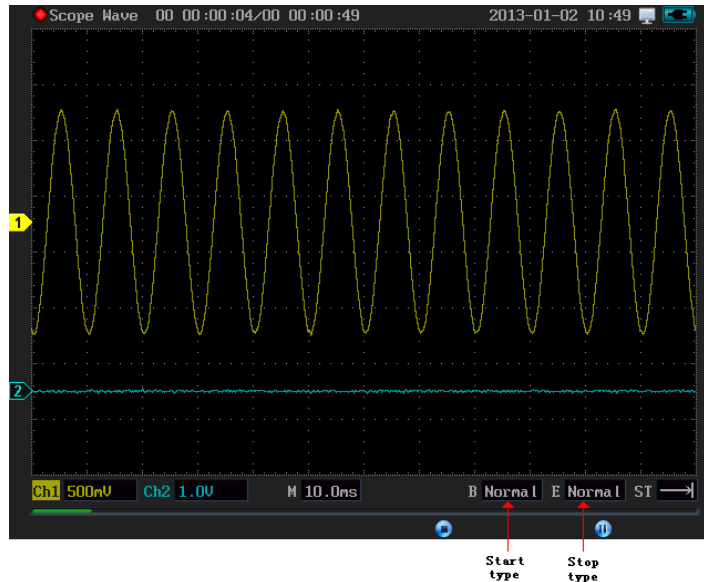 Scope Wave 00 00:00:04/00 00:00:49 2013-01-02 10:49
1
2
Ch1 500mV Ch2 1.0V M 10.0ms B Normal E Normal ST
Start type
Stop type